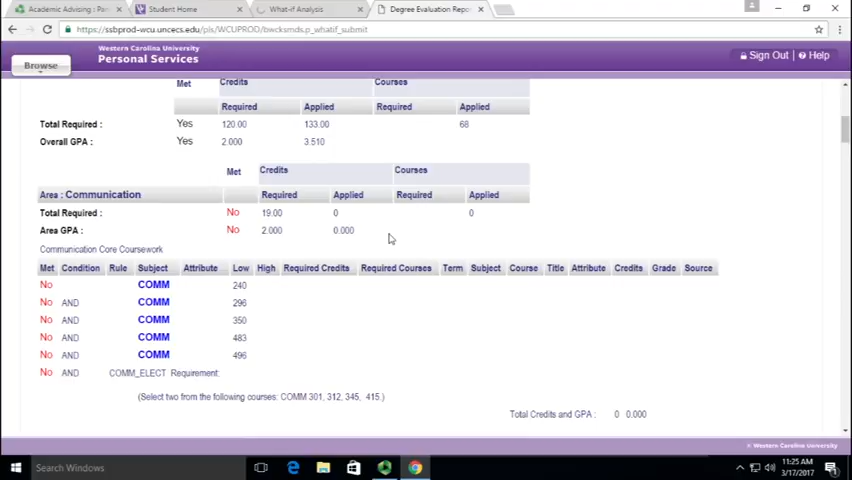 Academic Advising : Pan
Student Home
What-if Analysis
Degree Evaluation Repor
https://ssbprod-wcu.uncecs.edu/pls/WCUPROD/bwcksmds.p_whatif_submit
Browse
Western Carolina University
Personal Services
Sign Out | Help
Met Credits Courses
Required Applied Required Applied
Total Required : Yes 120.00 133.00 68
Overall GPA : Yes 2.000 3.510
Met Credits Courses
Area : Communication Required Applied Required Applied
Total Required : No 19.00 0 0
Area GPA : No 2.000 0.000
Communication Core Coursework
Met Condition Rule Subject Attribute Low High Required Credits Required Courses Term Subject Course Title Attribute Credits Grade Source
No COMM 240
No AND COMM 296
No AND COMM 350
No AND COMM 483
No AND COMM 496
No AND COMM_ELECT Requirement:
(Select two from the following courses: COMM 301, 312, 345, 415.)
Total Credits and GPA : 0 0.000
© Western Carolina University
Search Windows
11:25 AM
3/17/2017